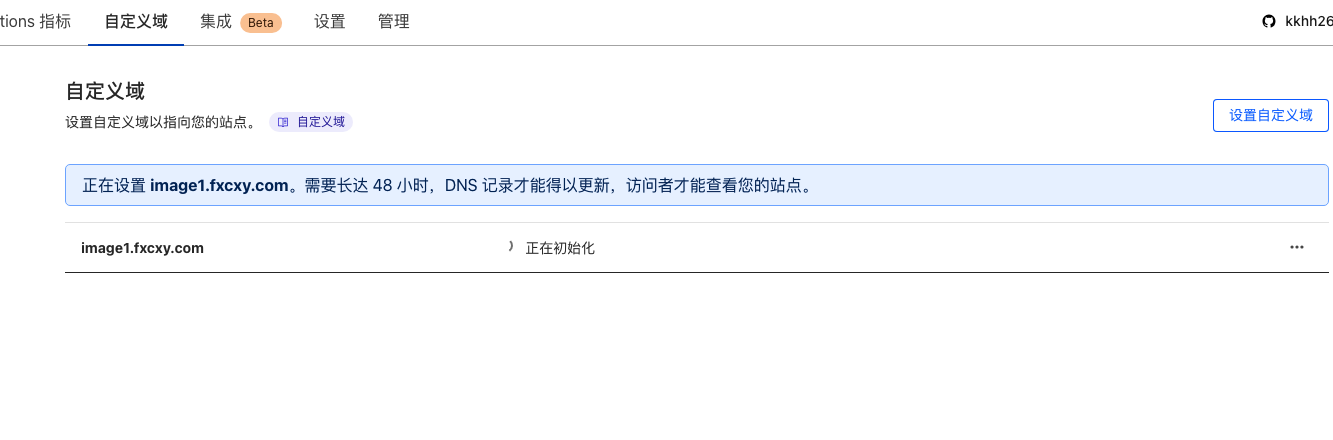 tions 指标 自定义域 集成 Beta 设置 管理 kkhh26
自定义域
设置自定义域以指向您的站点。 自定义域
设置自定义域
正在设置 image1.fxcxy.com。需要长达 48 小时，DNS 记录才能得以更新，访问者才能查看您的站点。
image1.fxcxy.com 正在初始化